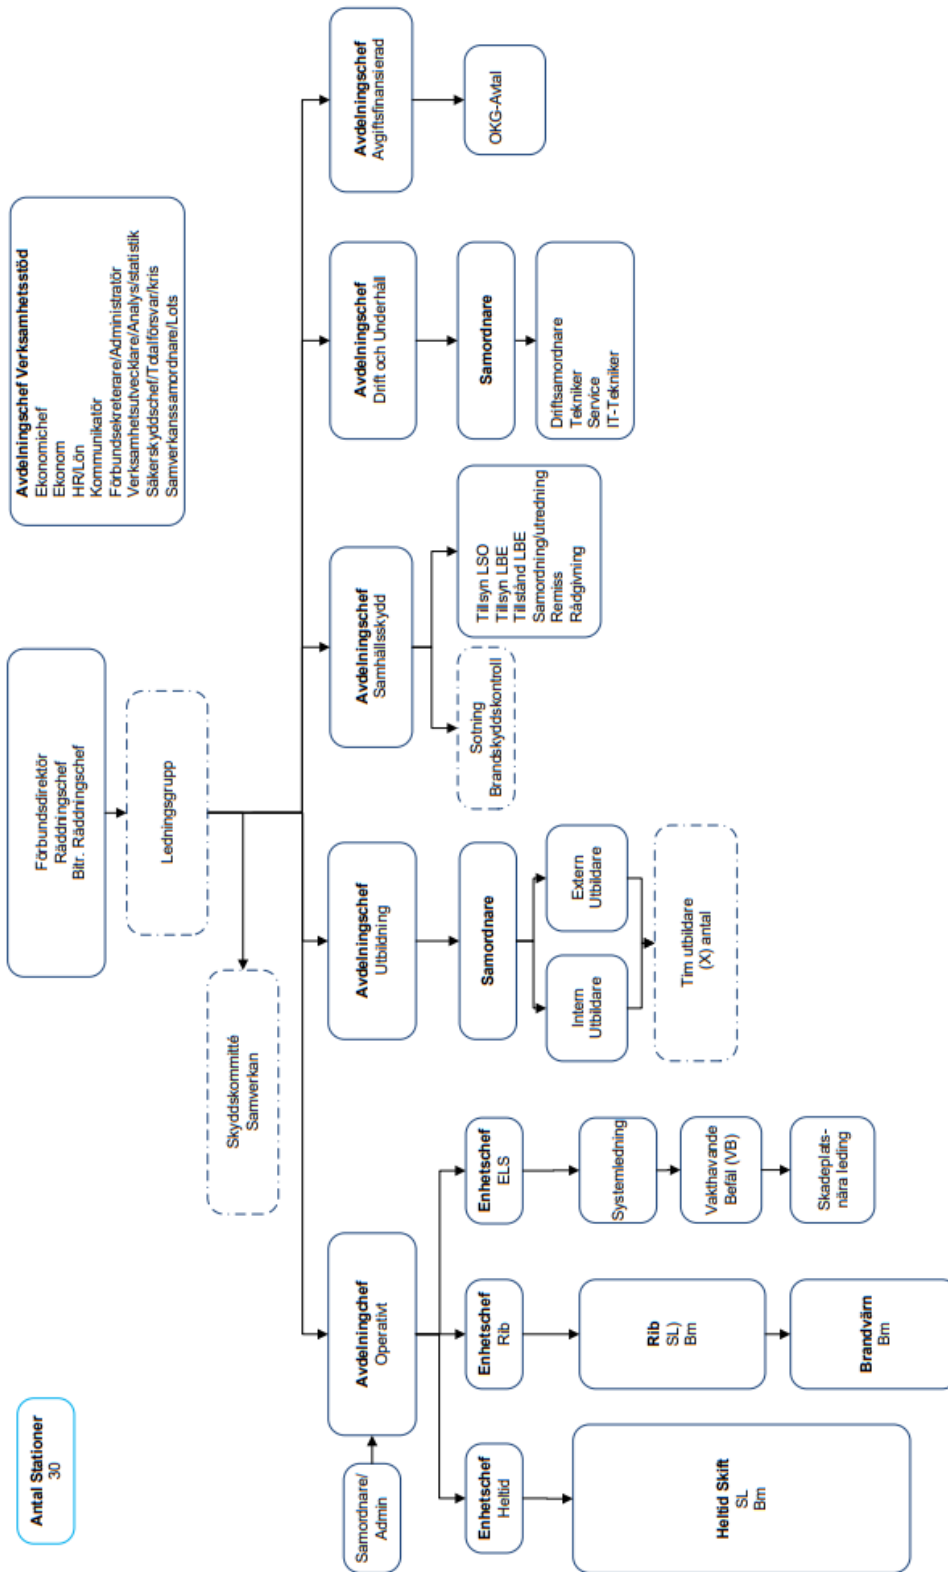 Antal Stationer
30
Förbundsdirektör
Räddningschef
Bitr. Räddningschef
Avdelningschef Verksamhetsstöd
Ekonomichef
Ekonom
HR/Lön
Kommunikatör
Förbundsekreterare/Administratör
Verksamhetsutvecklare/Analys/statistik
Säkerskyddschef/Totalförsvar/kris
Samverkanssamordnare/Lots
Ledningsgrupp
Skyddskommitté
Samverkan
Samordnare/
Admin
Avdelningchef
Operativt
Avdelningschef
Utbildning
Avdelningschef
Samhällsskydd
Avdelningschef
Drift och Underhåll
Avdelningschef
Avgiftsfinansierad
Enhetschef
Heltid
Enhetschef
Rib
Enhetschef
ELS
Samordnare
Sotning
Brandskyddskontroll
Tillsyn LSO
Tillsyn LBE
Tillstånd LBE
Samordning/utredning
Remiss
Rådgivning
Samordnare
OKG-Avtal
Heltid Skift
SL
Bm
Rib
SL)
Bm
Systemledning
Intern
Utbildare
Extern
Utbildare
Driftsamordnare
Tekniker
Service
IT-Tekniker
Vakthavande
Befäl (VB)
Tim utbildare
(X) antal
Brandvärn
Bm
Skadeplats-
nära leding